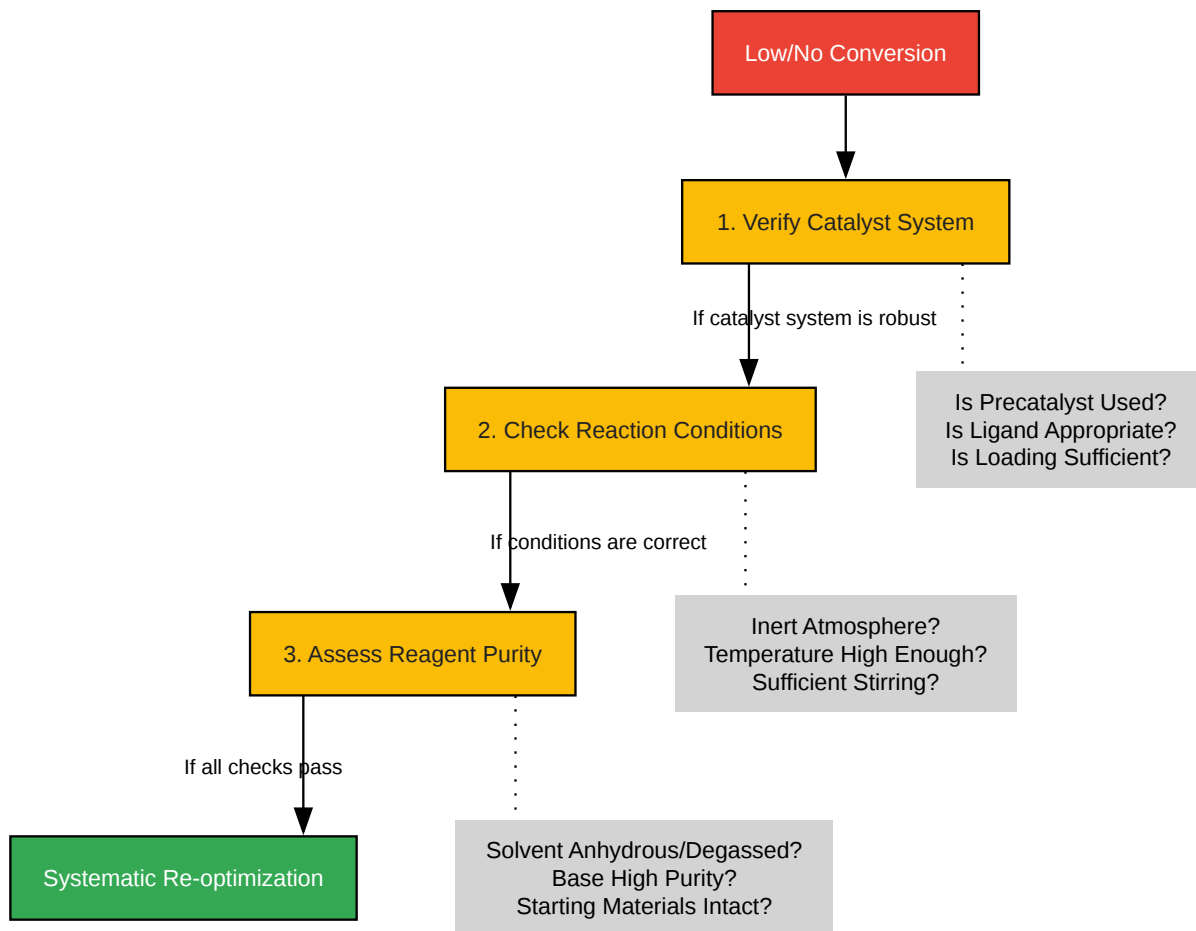 Low/No Conversion
1. Verify Catalyst System
If catalyst system is robust
Is Precatalyst Used?
Is Ligand Appropriate?
Is Loading Sufficient?
2. Check Reaction Conditions
If conditions are correct
Inert Atmosphere?
Temperature High Enough?
Sufficient Stirring?
3. Assess Reagent Purity
If all checks pass
Solvent Anhydrous/Degassed?
Base High Purity?
Starting Materials Intact?
Systematic Re-optimization